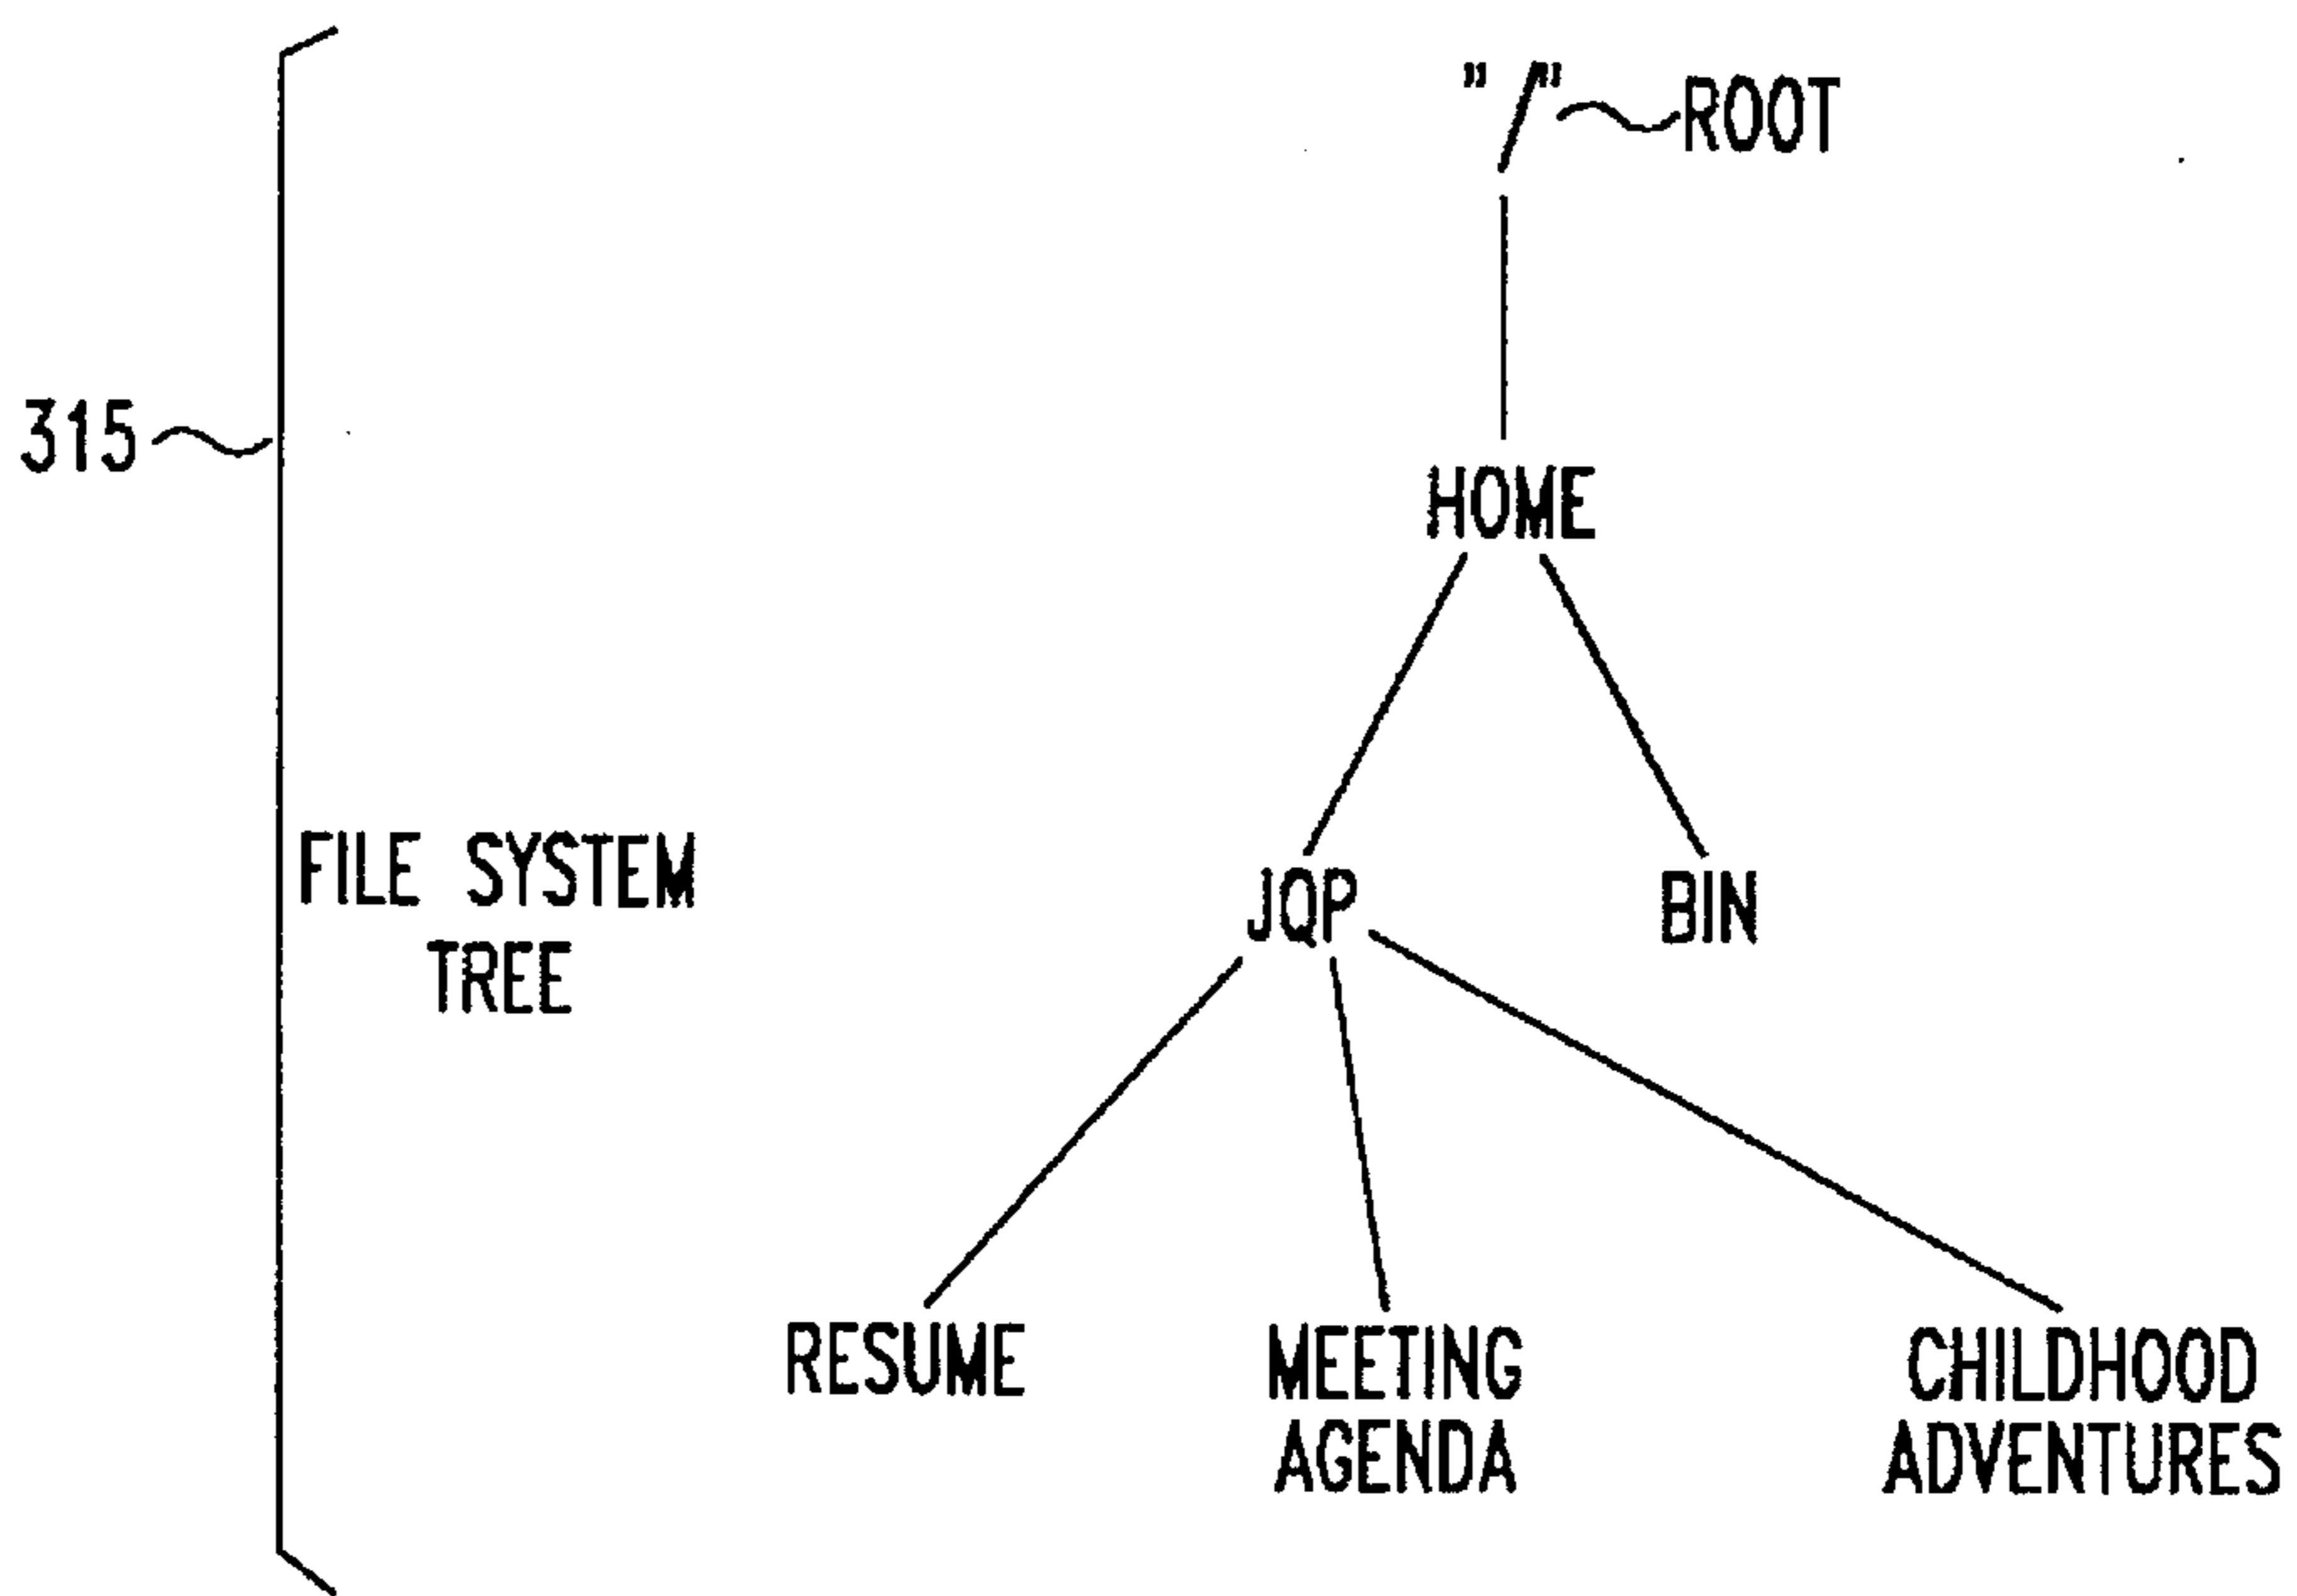 "/" ROOT
315
HOME
FILE SYSTEM
TREE
JQP
BIN
RESUME
MEETING
AGENDA
CHILDHOOD
ADVENTURES